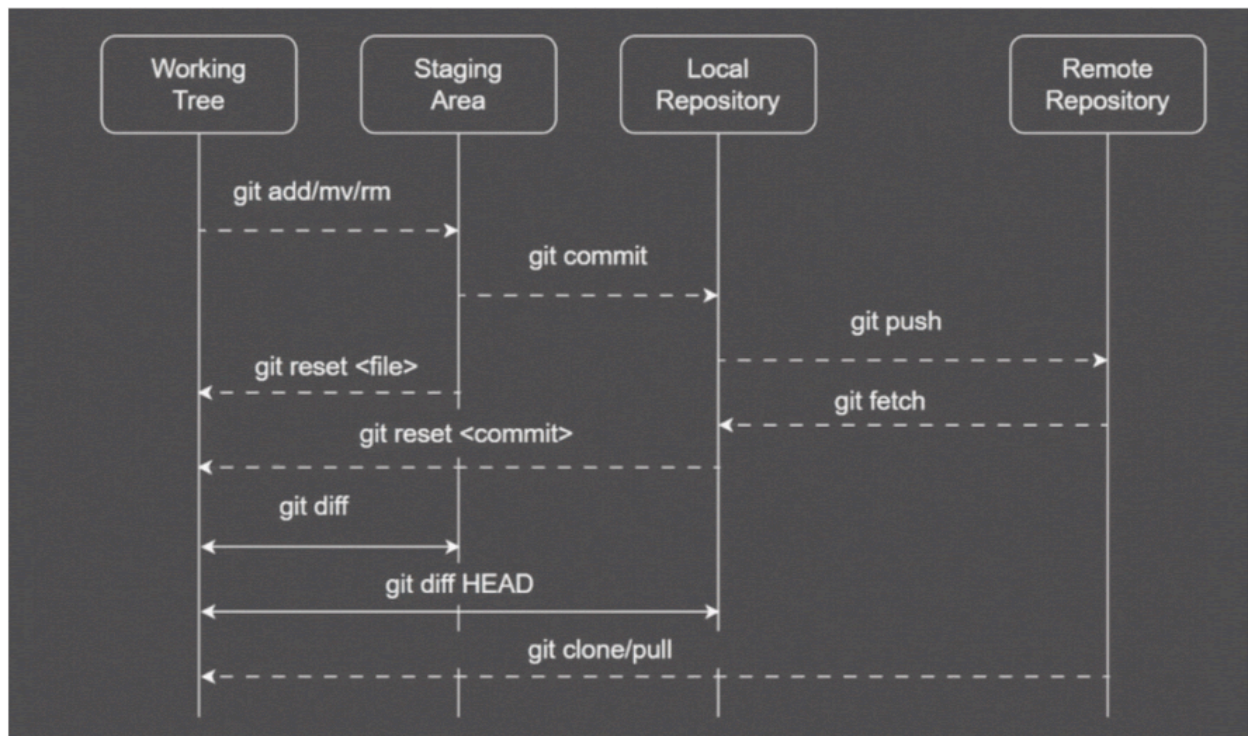 Working
Tree
Staging
Area
Local
Repository
Remote
Repository
git add/mv/rm
git commit
git push
git reset <file>
git fetch
git reset <commit>
git diff
git diff HEAD
git clone/pull